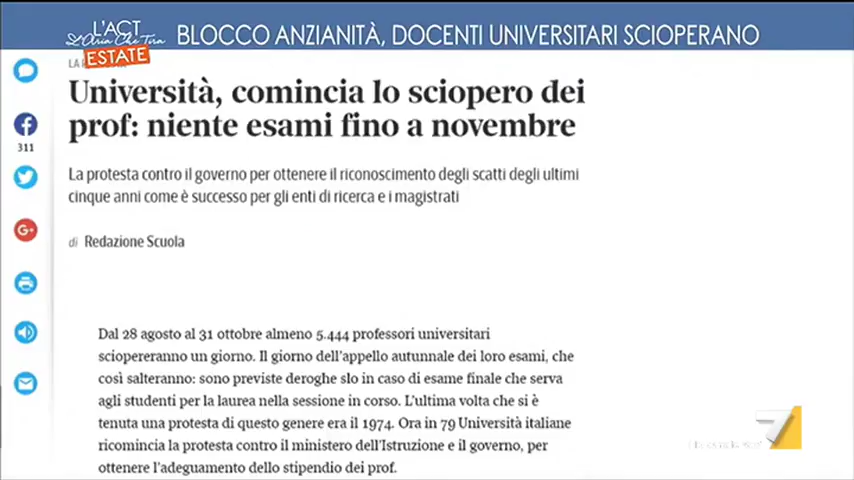 L'ACT
L'Aria Che Tira
ESTATE
BLOCCO ANZIANITÀ, DOCENTI UNIVERSITARI SCIOPERANO
Università, comincia lo sciopero dei
prof: niente esami fino a novembre
311
La protesta contro il governo per ottenere il riconoscimento degli scatti degli ultimi
cinque anni come è successo per gli enti di ricerca e i magistrati
di Redazione Scuola
Dal 28 agosto al 31 ottobre almeno 5.444 professori universitari
sciopereranno un giorno. Il giorno dell'appello autunnale dei loro esami, che
così salteranno: sono previste deroghe slo in caso di esame finale che serva
agli studenti per la laurea nella sessione in corso. L'ultima volta che si è
tenuta una protesta di questo genere era il 1974. Ora in 79 Università italiane
ricomincia la protesta contro il ministero dell'Istruzione e il governo, per
ottenere l'adeguamento dello stipendio dei prof.
7